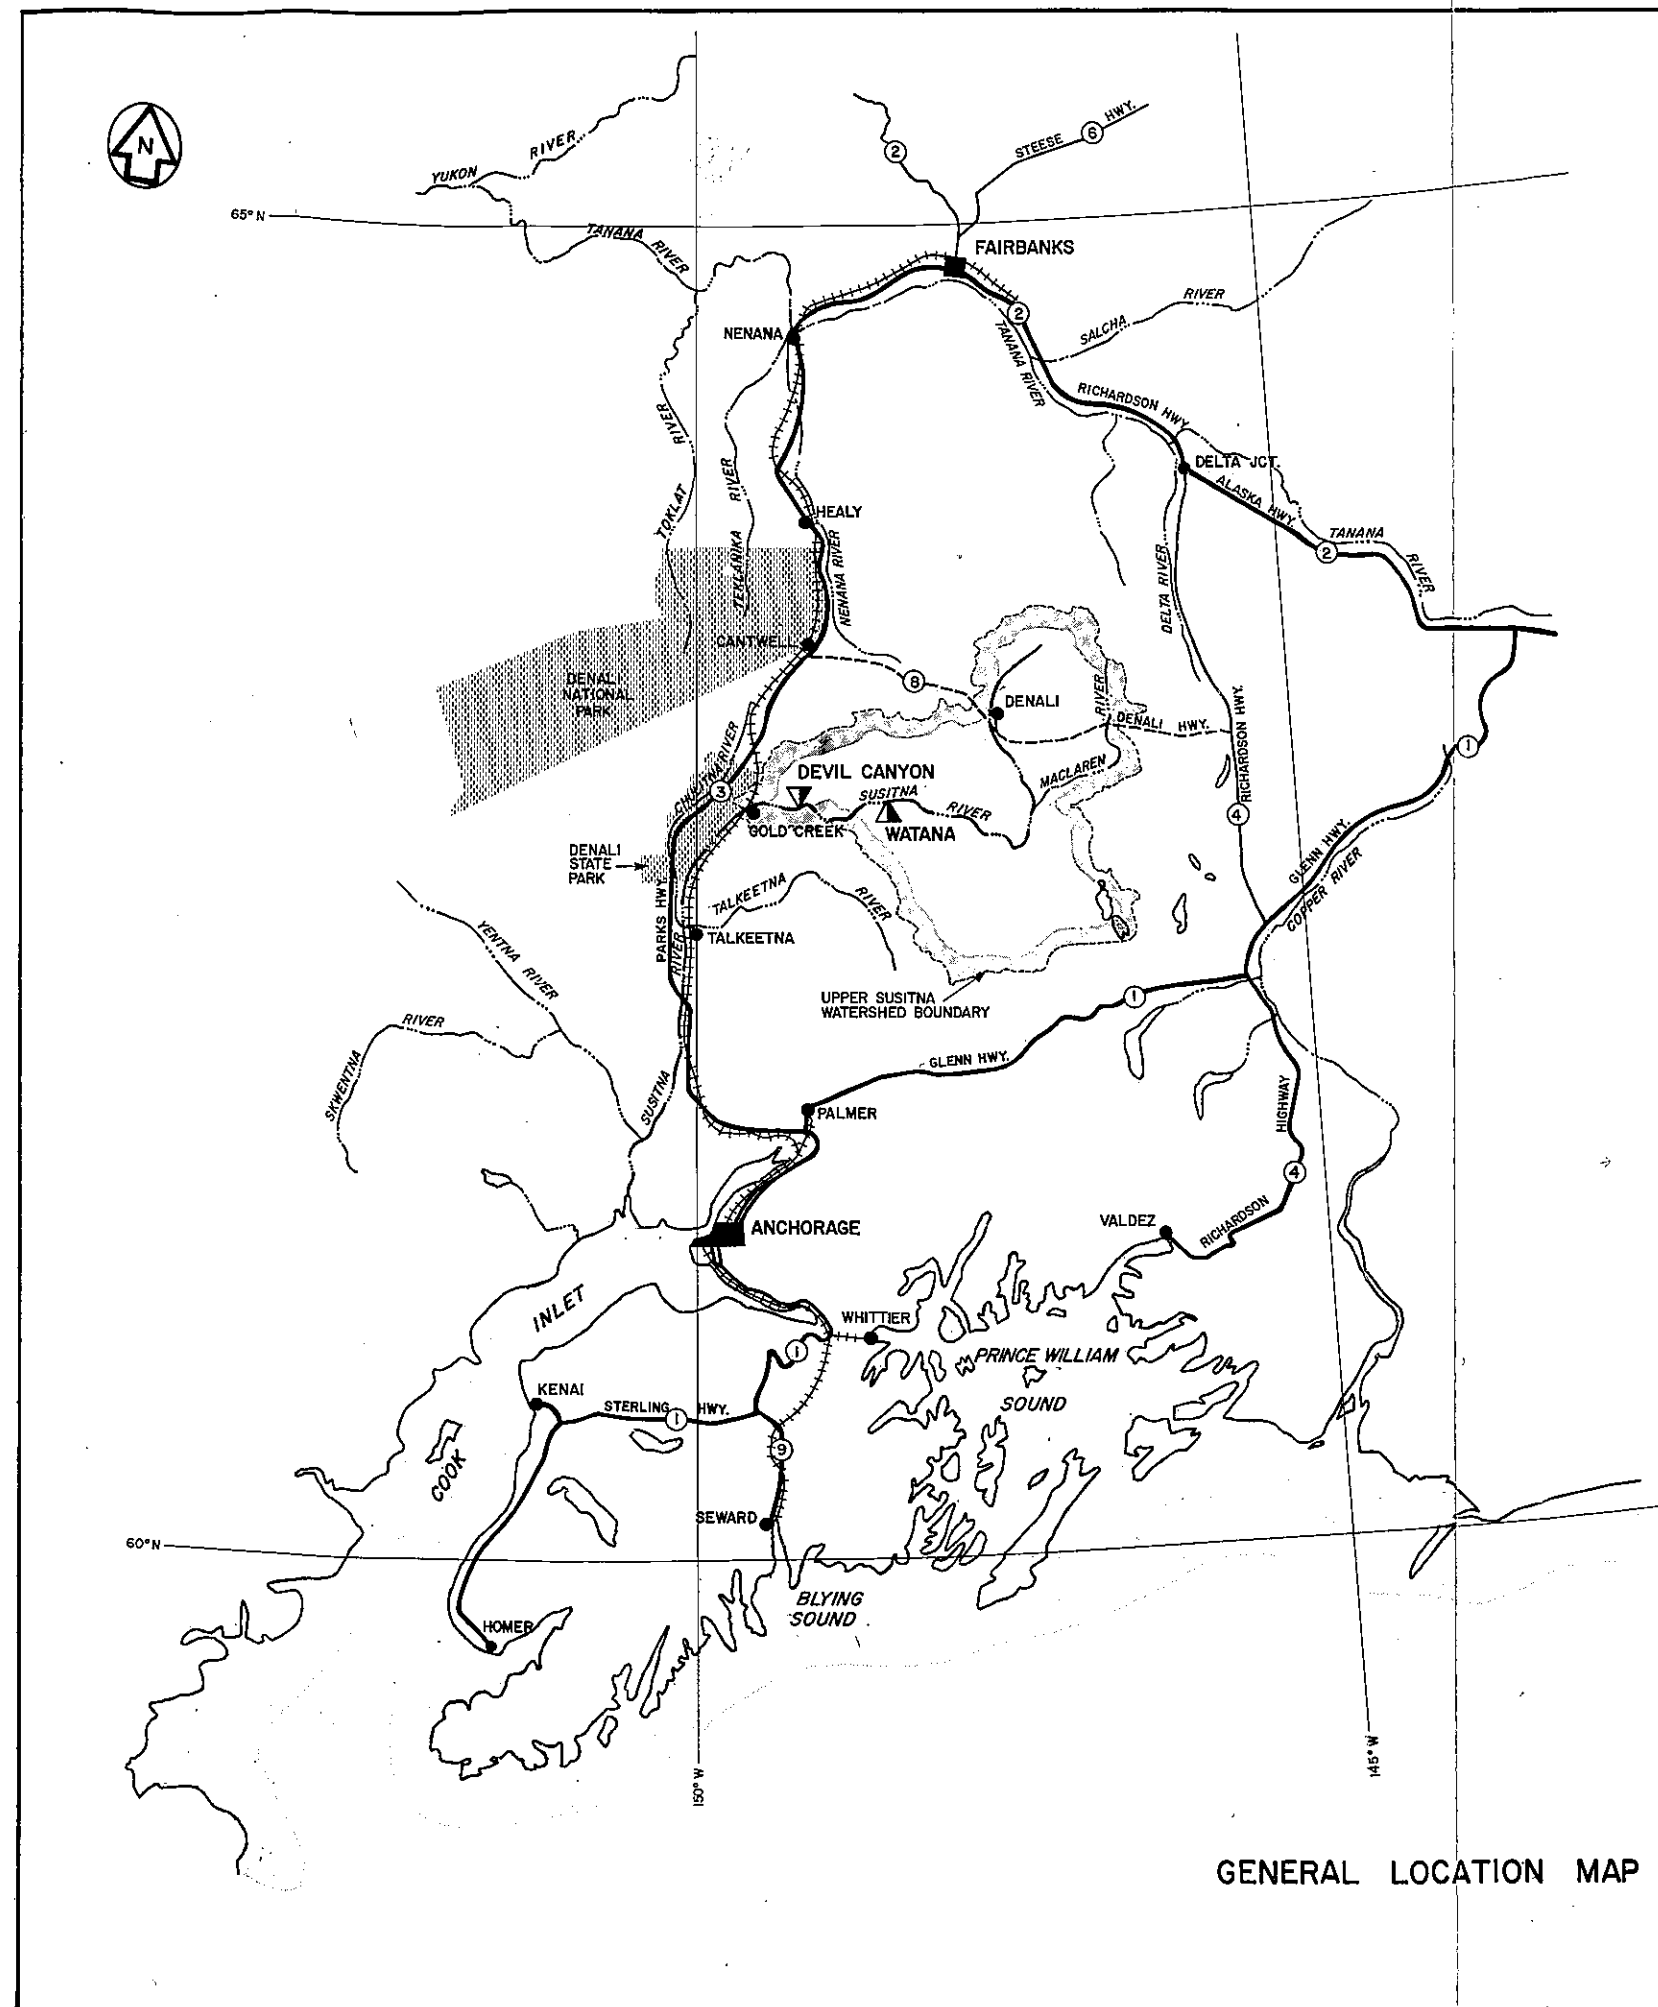 N
YUKON RIVER
2
STEESE 6 HWY.
65° N
TANANA RIVER
FAIRBANKS
NENANA
2
TANANA RIVER
SALCHA RIVER
RICHARDSON HWY.
TOKLAT RIVER
TEKLANIKA RIVER
DELTA JCT.
ALASKA HWY.
2
TANANA RIVER
HEALY
NENANA RIVER
DELTA RIVER
CANTWELL
8
DENALI
NATIONAL
PARK
DENALI
DENALI HWY.
MACLAREN RIVER
RICHARDSON HWY.
4
1
CHULITNA RIVER
3
DEVIL CANYON
SUSITNA RIVER
GOLD CREEK
WATANA
DENALI
STATE
PARK
PARKS HWY.
TALKEETNA RIVER
TALKEETNA
GLENN HWY.
COPPER RIVER
YENTNA RIVER
SKWENTNA RIVER
SUSITNA RIVER
UPPER SUSITNA
WATERSHED BOUNDARY
1
GLENN HWY.
PALMER
RICHARDSON HIGHWAY
4
VALDEZ
ANCHORAGE
COOK INLET
WHITTIER
1
PRINCE WILLIAM
SOUND
KENAI
STERLING 1 HWY.
9
SEWARD
60° N
BLYING
SOUND
HOMER
150° W
145° W
GENERAL LOCATION MAP